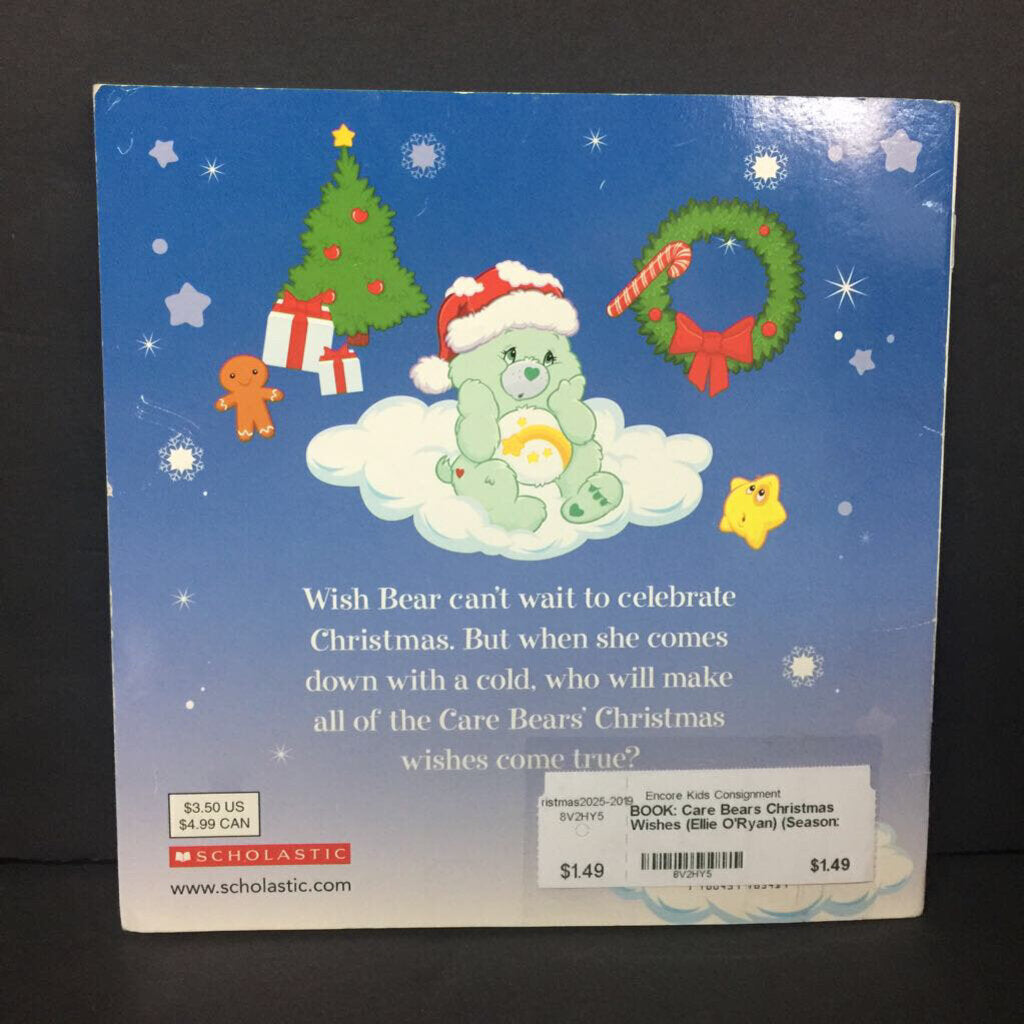 Wish Bear can't wait to celebrate
Christmas. But when she comes
down with a cold, who will make
all of the Care Bears' Christmas
wishes come true?
$3.50 US
$4.99 CAN
SCHOLASTIC
www.scholastic.com
ristmas2025-2019
8V2HY5
$1.49
Encore Kids Consignment
BOOK: Care Bears Christmas
Wishes (Ellie O'Ryan) (Season:
8V2HY5
$1.49